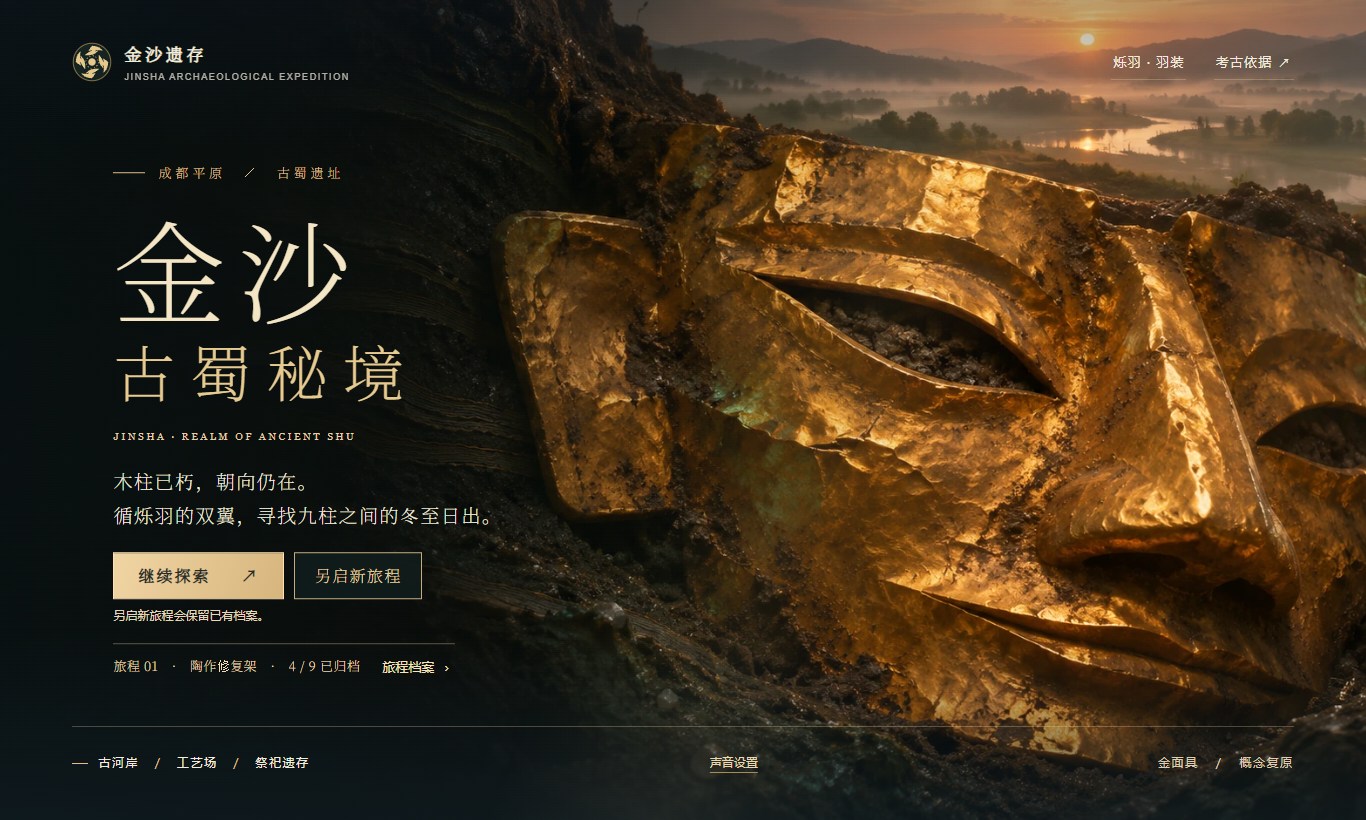 金沙遗存
JINSHA ARCHAEOLOGICAL EXPEDITION
烁羽 · 羽装
考古依据 ↗
成都平原 ／ 古蜀遗址
金沙
古蜀秘境
JINSHA · REALM OF ANCIENT SHU
木柱已朽，朝向仍在。
循烁羽的双翼，寻找九柱之间的冬至日出。
继续探索 ↗
另启新旅程
另启新旅程会保留已有档案。
旅程 01 · 陶作修复架 · 4 / 9 已归档 旅程档案 ›
古河岸 / 工艺场 / 祭祀遗存
声音设置
金面具 / 概念复原